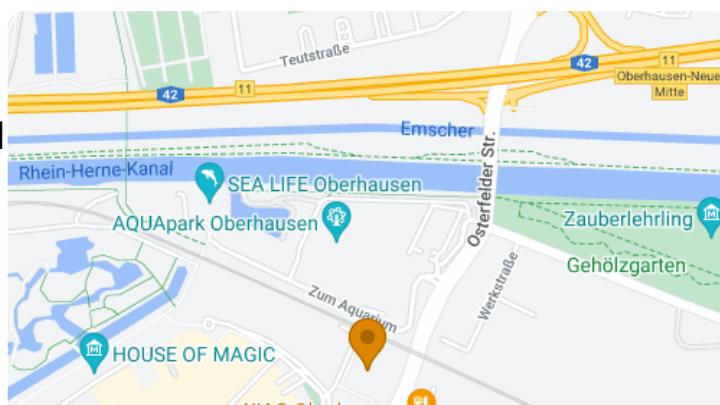 Teutstraße
42
11
42
11
Oberhausen-Neue
Mitte
Emscher
Rhein-Herne-Kanal
SEA LIFE Oberhausen
AQUApark Oberhausen
Osterfelder Str.
Zauberlehrling
Gehölzgarten
Werkstraße
Zum Aquarium
HOUSE OF MAGIC